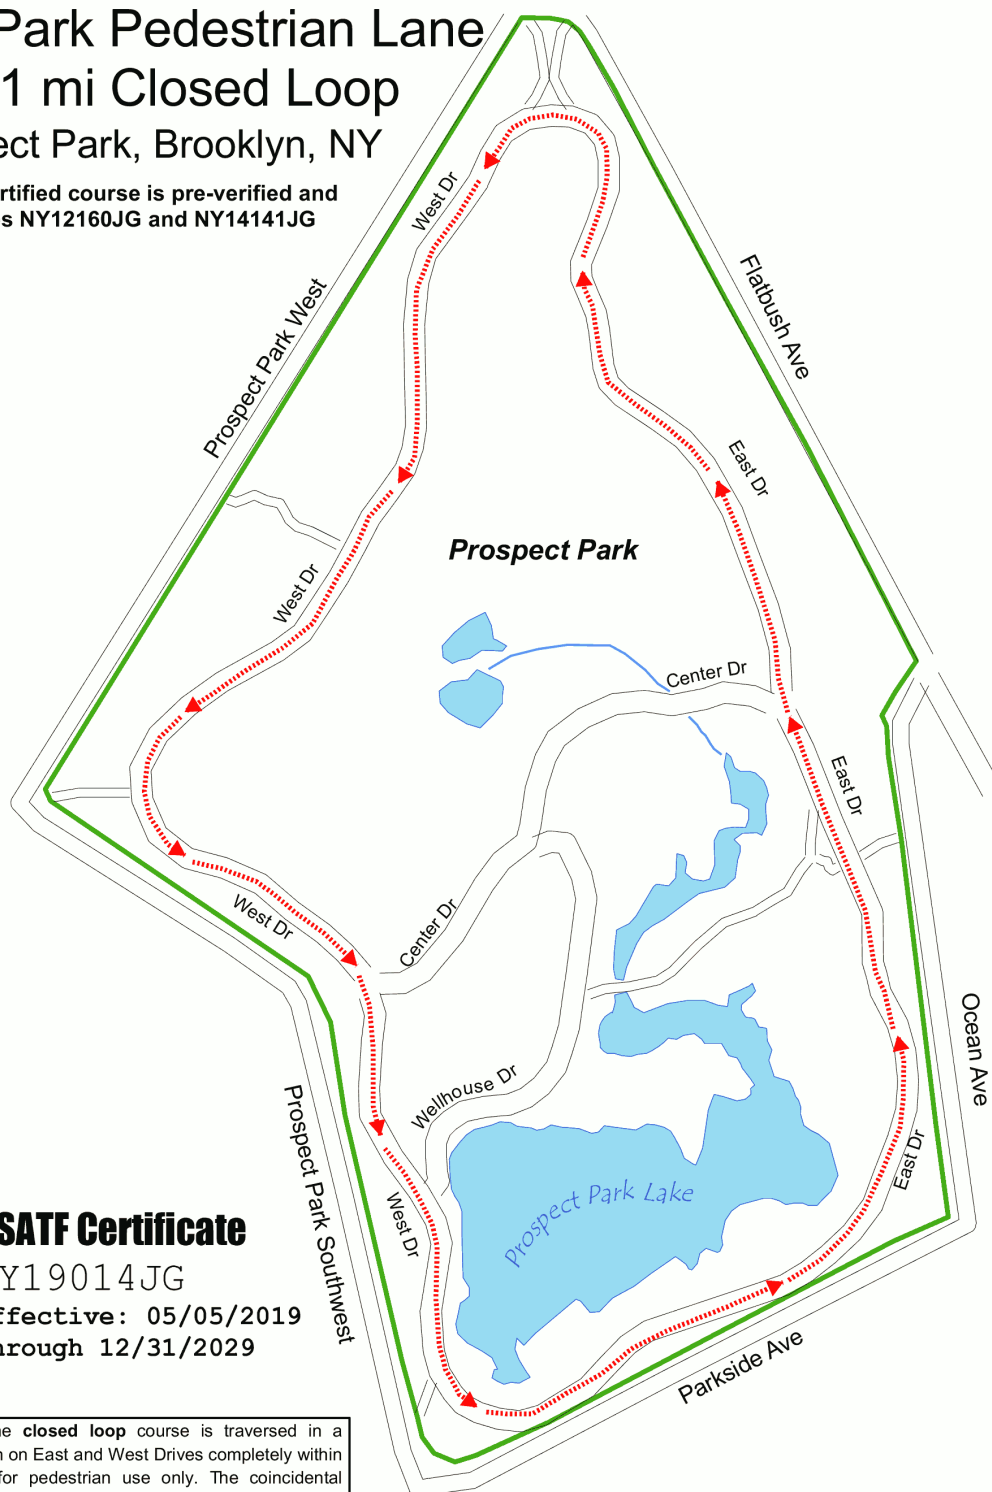 Park Pedestrian Lane
1 mi Closed Loop
ect Park, Brooklyn, NY
rtified course is pre-verified and
s NY12160JG and NY14141JG
West Dr
Prospect Park West
Flatbush Ave
East Dr
Prospect Park
West Dr
Center Dr
East Dr
West Dr
Center Dr
Ocean Ave
Wellhouse Dr
Prospect Park Southwest
East Dr
West Dr
Prospect Park Lake
SATF Certificate
Y19014JG
ffective: 05/05/2019
hrough 12/31/2029
Parkside Ave
he closed loop course is traversed in a
n on East and West Drives completely within
for pedestrian use only. The coincidental